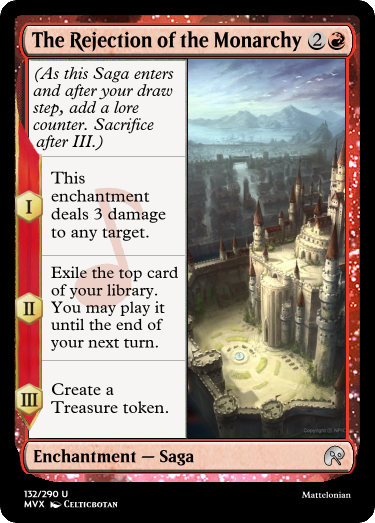 The Rejection of the Monarchy 2
(As this Saga enters
and after your draw
step, add a lore
counter. Sacrifice
after III.)
I
This
enchantment
deals 3 damage
to any target.
II
Exile the top card
of your library.
You may play it
until the end of
your next turn.
III
Create a
Treasure token.
Enchantment — Saga
132/290 U
MVX Celticbotan
Mattelonian